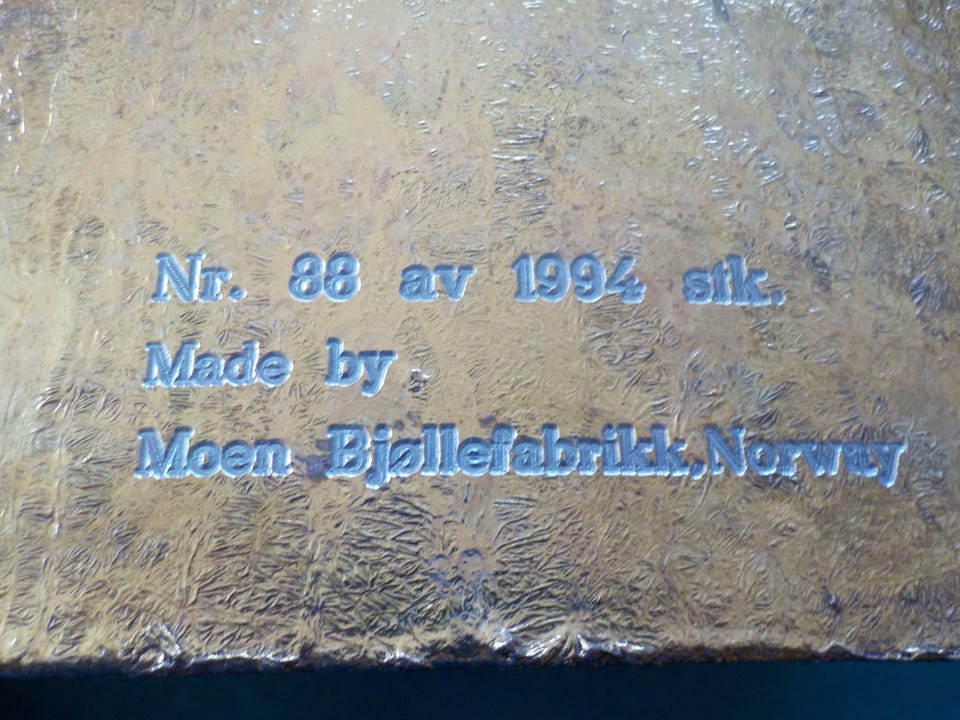 Nr. 88 av 1994 stk.
Made by
Moen Bjøllefabrikk,Norway